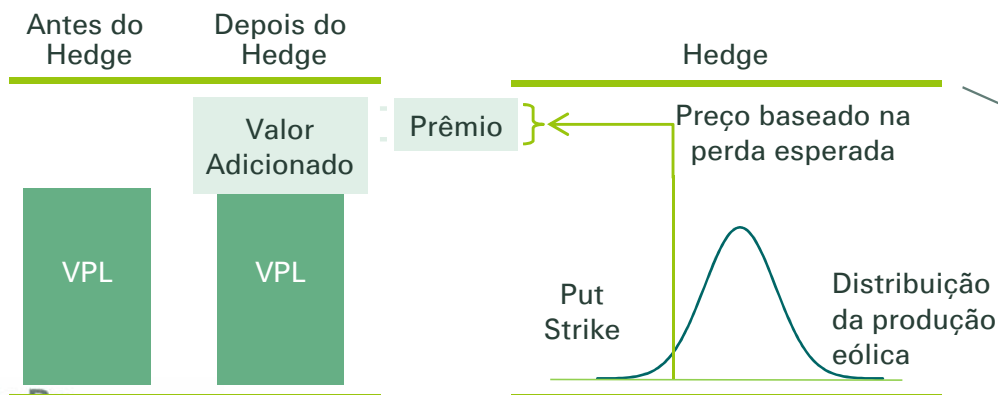 Antes do
Hedge
Depois do
Hedge
Hedge
Valor
Adicionado
Prêmio
Preço baseado na
perda esperada
VPL
VPL
Put
Strike
Distribuição
da produção
eólica